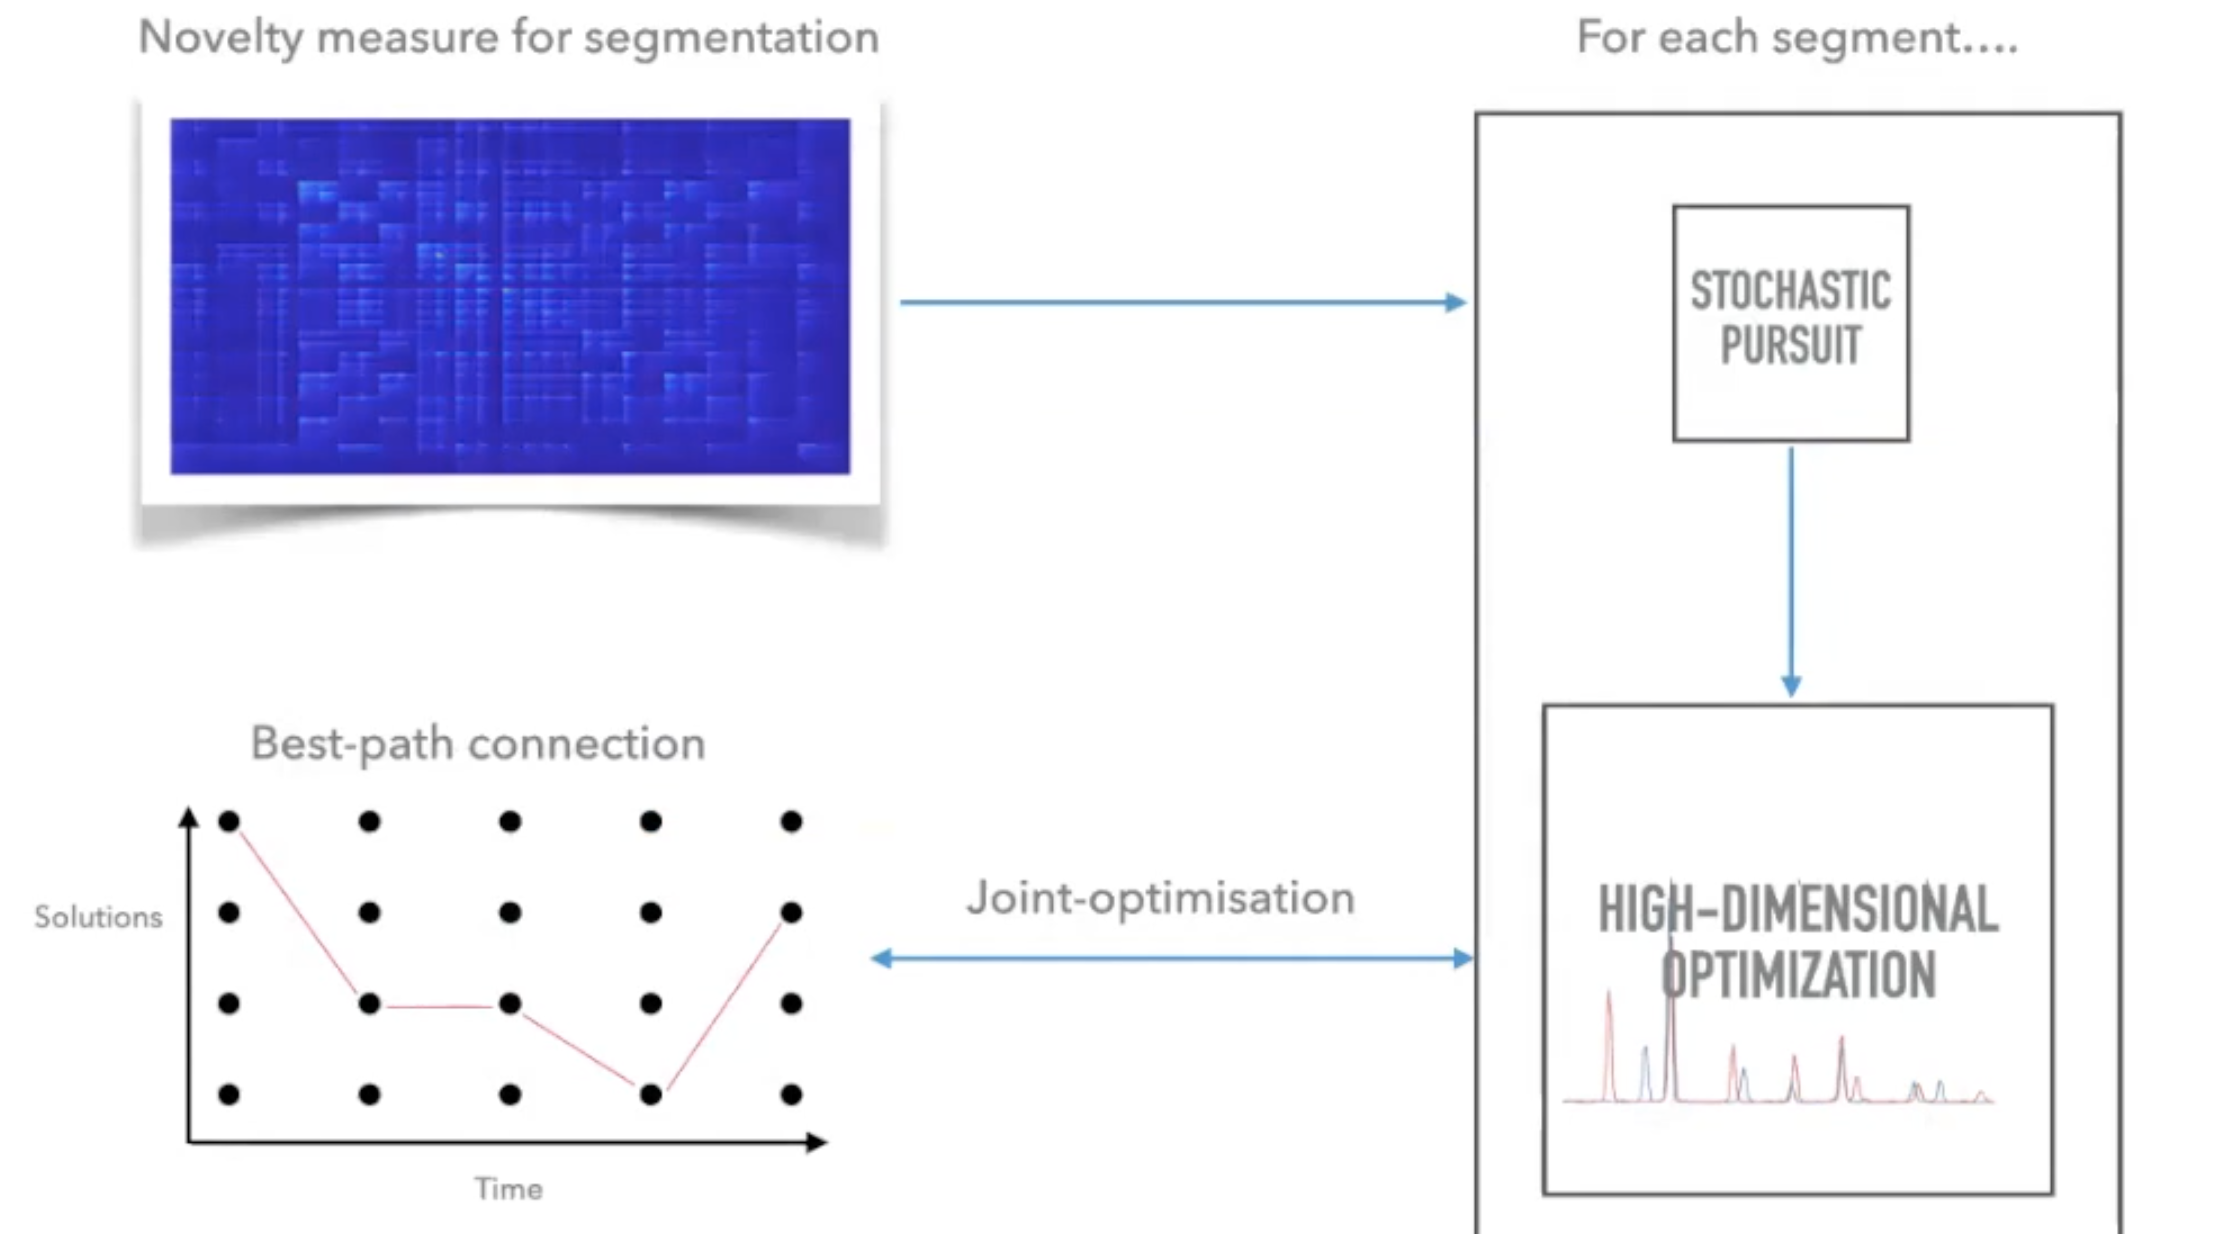 Novelty measure for segmentation
For each segment....
STOCHASTIC
PURSUIT
Best-path connection
Solutions
Time
Joint-optimisation
HIGH-DIMENSIONAL
OPTIMIZATION